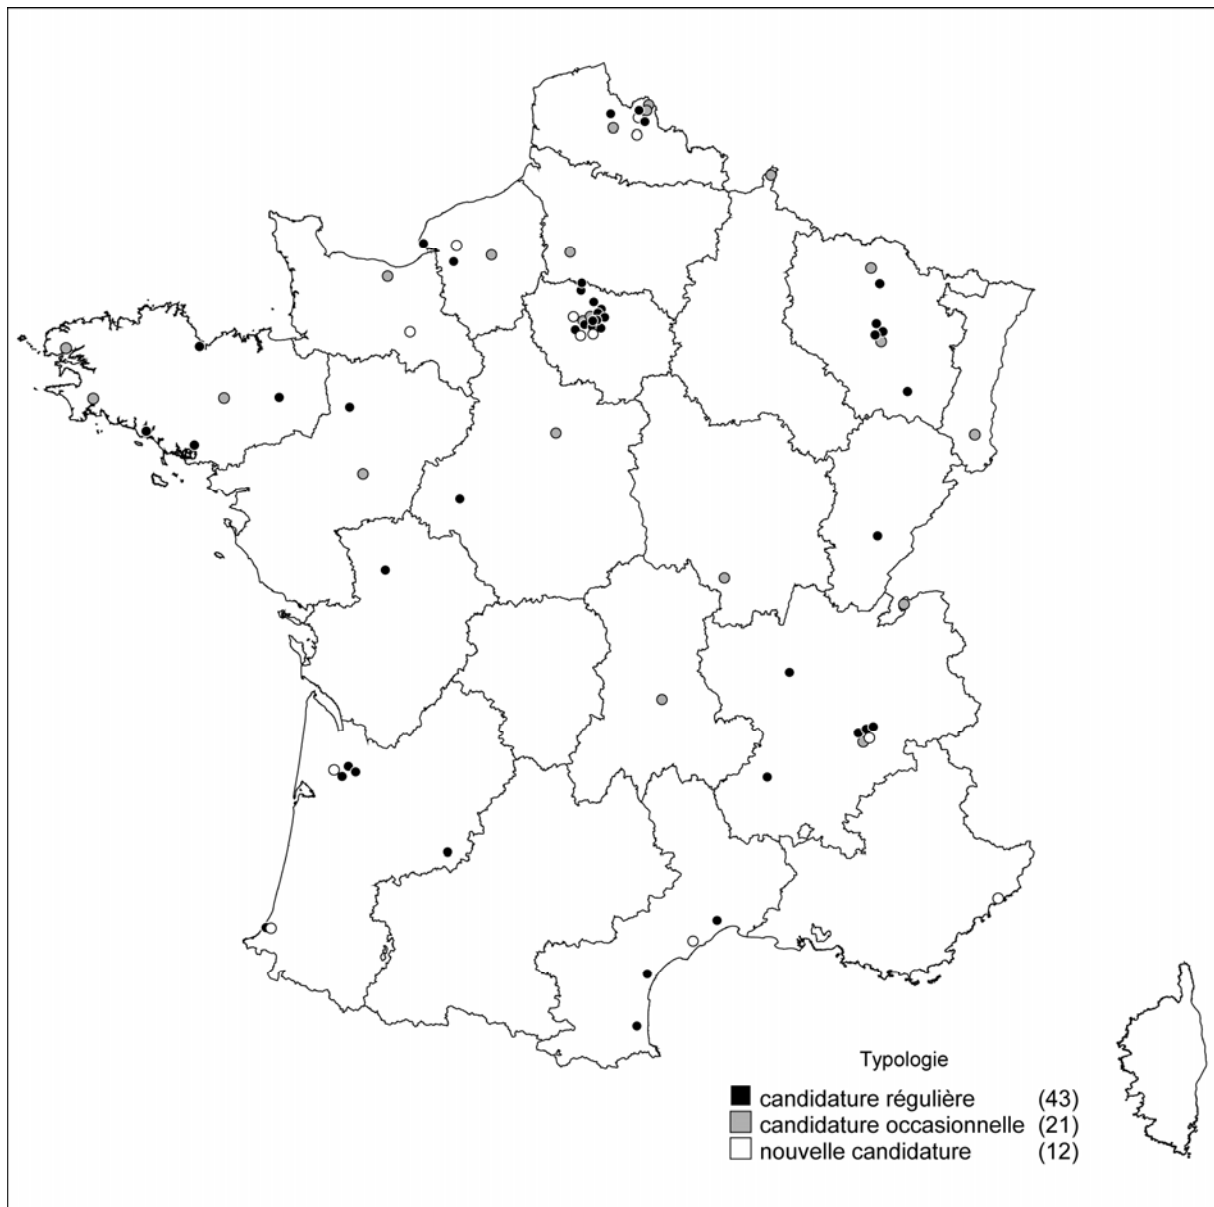 Typologie
candidature régulière (43)
candidature occasionnelle (21)
nouvelle candidature (12)